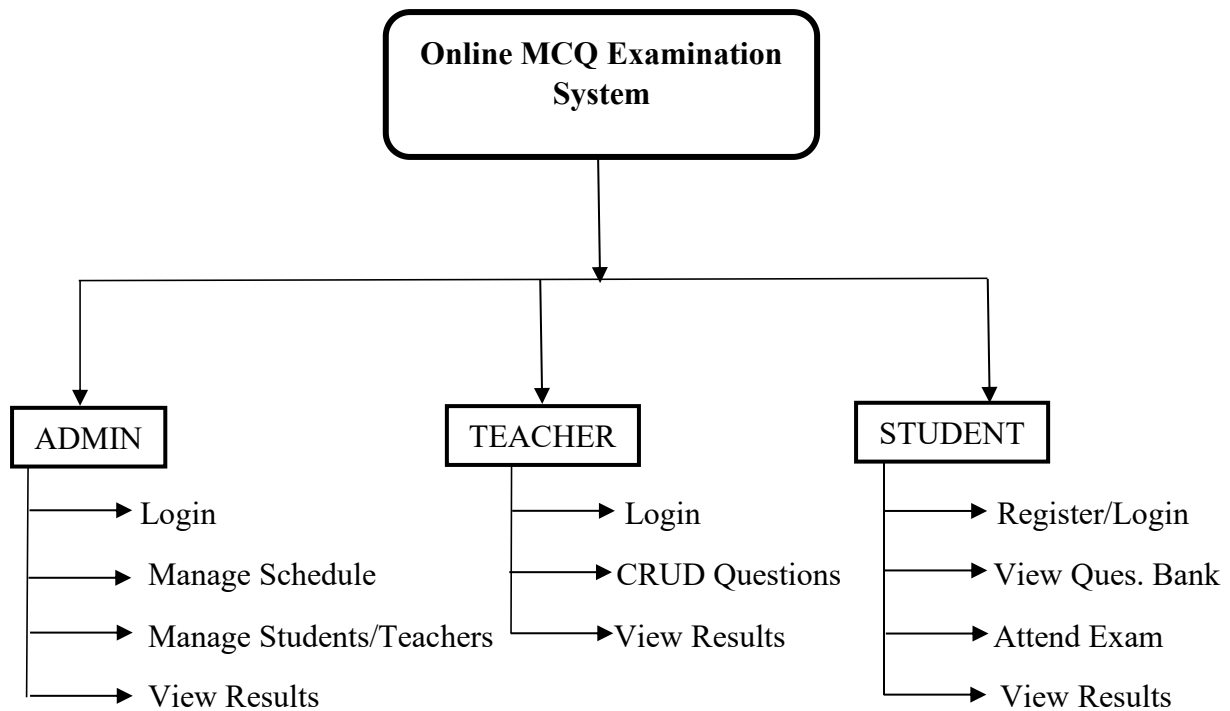 Online MCQ Examination
System
ADMIN
Login
Manage Schedule
Manage Students/Teachers
View Results
TEACHER
Login
CRUD Questions
View Results
STUDENT
Register/Login
View Ques. Bank
Attend Exam
View Results